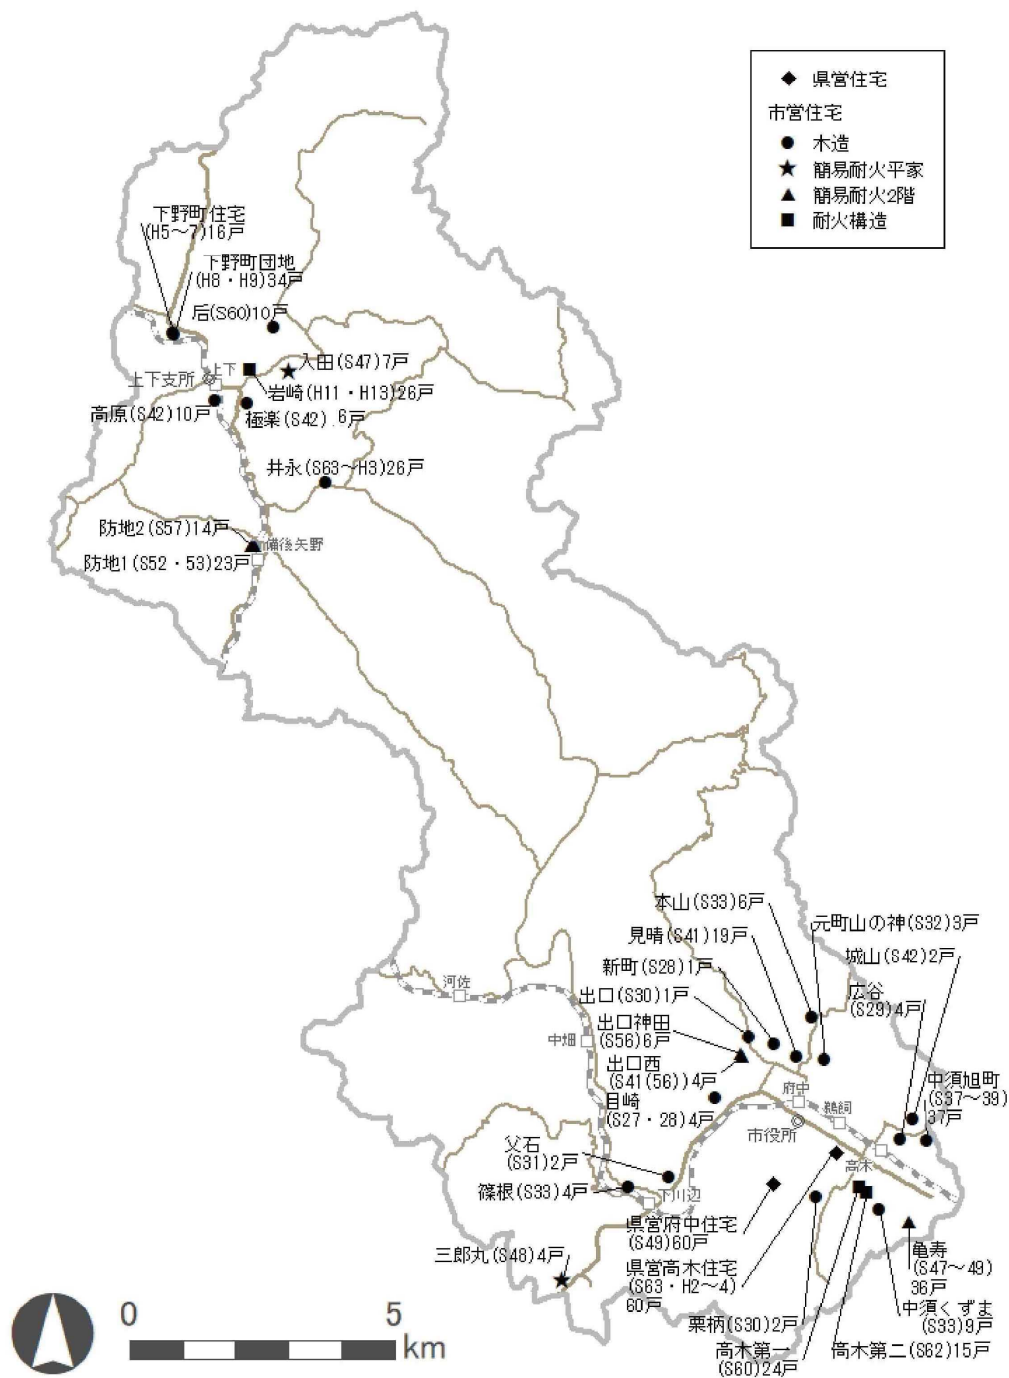 ◆ 県営住宅
市営住宅
● 木造
★ 簡易耐火平家
▲ 簡易耐火2階
■ 耐火構造
下野町住宅
(H5～7)16戸
下野町団地
(H8・H9)34戸
后(S60)10戸
上下
入田(S47)7戸
上下支所
岩崎(H11・H13)26戸
高原(S42)10戸
極楽(S42).6戸
井永(S63～H3)26戸
防地2(S57)14戸
備後矢野
防地1(S52・53)23戸
本山(S33)6戸
元町山の神(S32)3戸
見晴(S41)19戸
城山(S42)2戸
新町(S28)1戸
河佐
広谷
(S29)4戸
出口(S30)1戸
出口神田
(S56)6戸
中畑
出口西
(S41(56))4戸
中須旭町
(S37～39)
37戸
府中
目崎
(S27・28)4戸
鵜飼
市役所
父石
(S31)2戸
高木
篠根(S33)4戸
下川辺
県営府中住宅
(S49)60戸
三郎丸(S48)4戸
亀寿
(S47～49)
36戸
県営高木住宅
(S63・H2～4)
60戸
中須くずま
(S33)9戸
栗柄(S30)2戸
高木第一
(S60)24戸
高木第二(S62)15戸
0 5
km